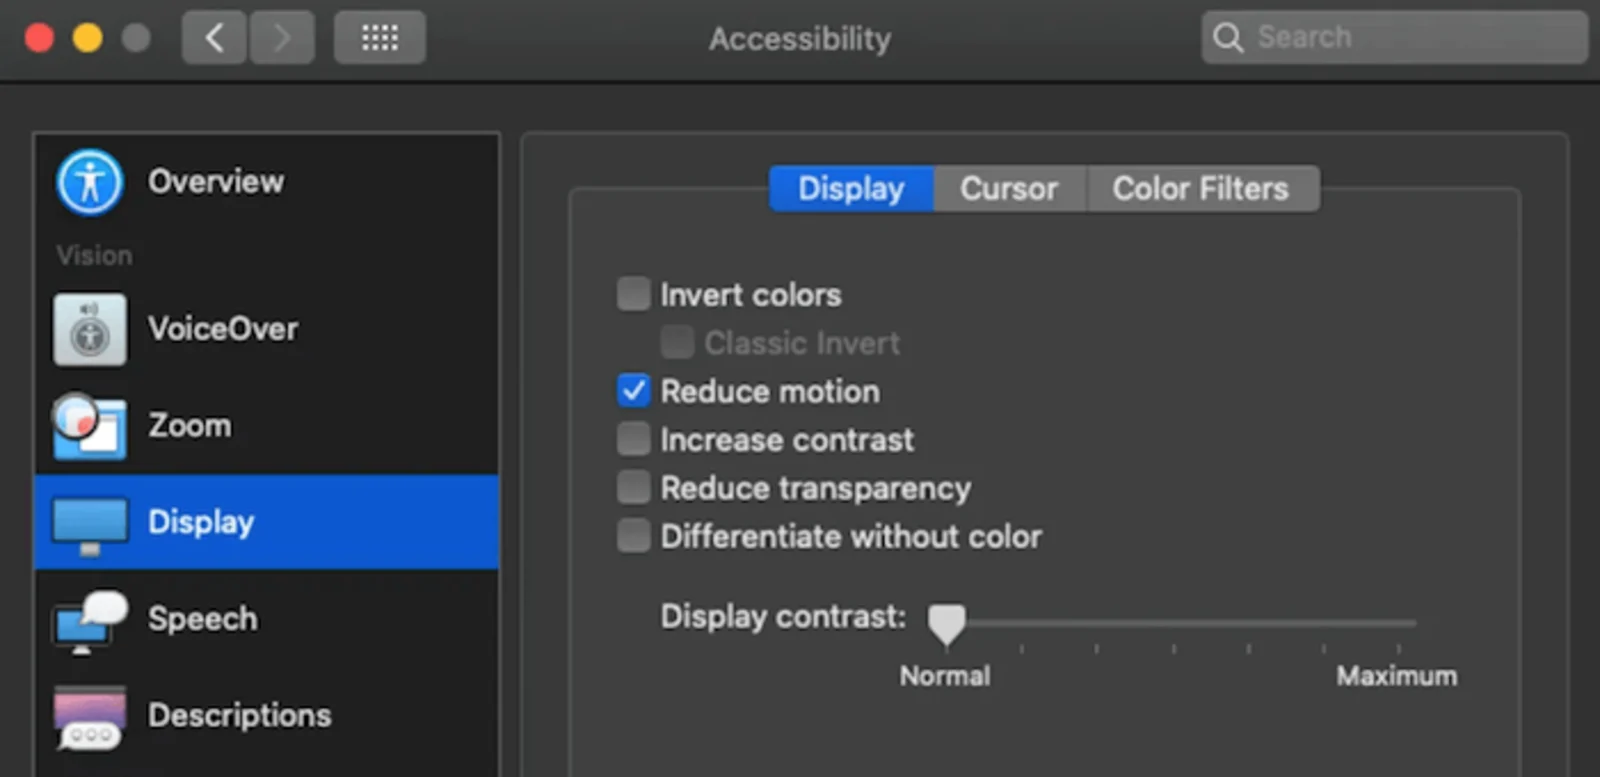 Accessibility
Search
Overview
Vision
VoiceOver
Zoom
Display
Speech
Descriptions
Display
Cursor
Color Filters
Invert colors
Classic Invert
Reduce motion
Increase contrast
Reduce transparency
Differentiate without color
Display contrast:
Normal
Maximum